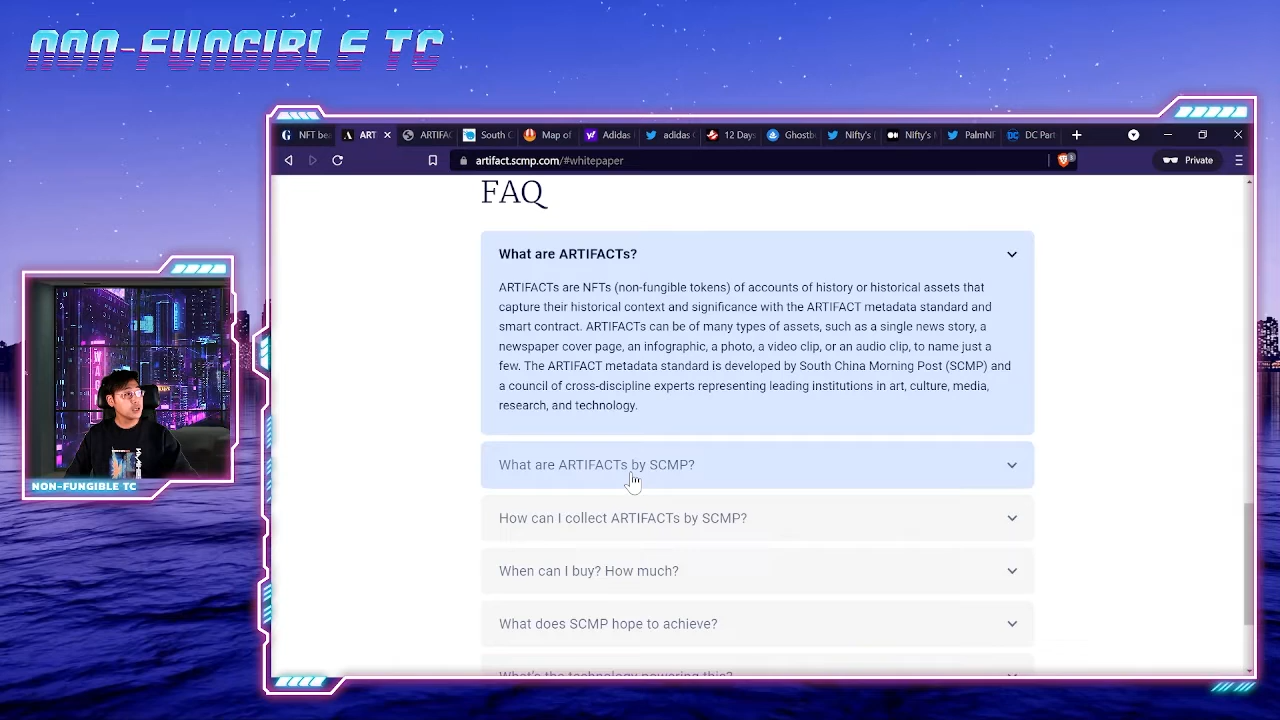 NON-FUNGIBLE TC
NFT be
ART
ARTIFAC
South C
Map of
Adidas
adidas
12 Days
Ghostb
Nifty's (
Nifty's
PalmNF
DC Part
artifact.scmp.com/#whitepaper
Private
FAQ
What are ARTIFACTs?
ARTIFACTs are NFTs (non-fungible tokens) of accounts of history or historical assets that
capture their historical context and significance with the ARTIFACT metadata standard and
smart contract. ARTIFACTs can be of many types of assets, such as a single news story, a
newspaper cover page, an infographic, a photo, a video clip, or an audio clip, to name just a
few. The ARTIFACT metadata standard is developed by South China Morning Post (SCMP) and
a council of cross-discipline experts representing leading institutions in art, culture, media,
research, and technology.
What are ARTIFACTs by SCMP?
How can I collect ARTIFACTs by SCMP?
When can I buy? How much?
What does SCMP hope to achieve?
What's the technology powering this?
NON-FUNGIBLE TC